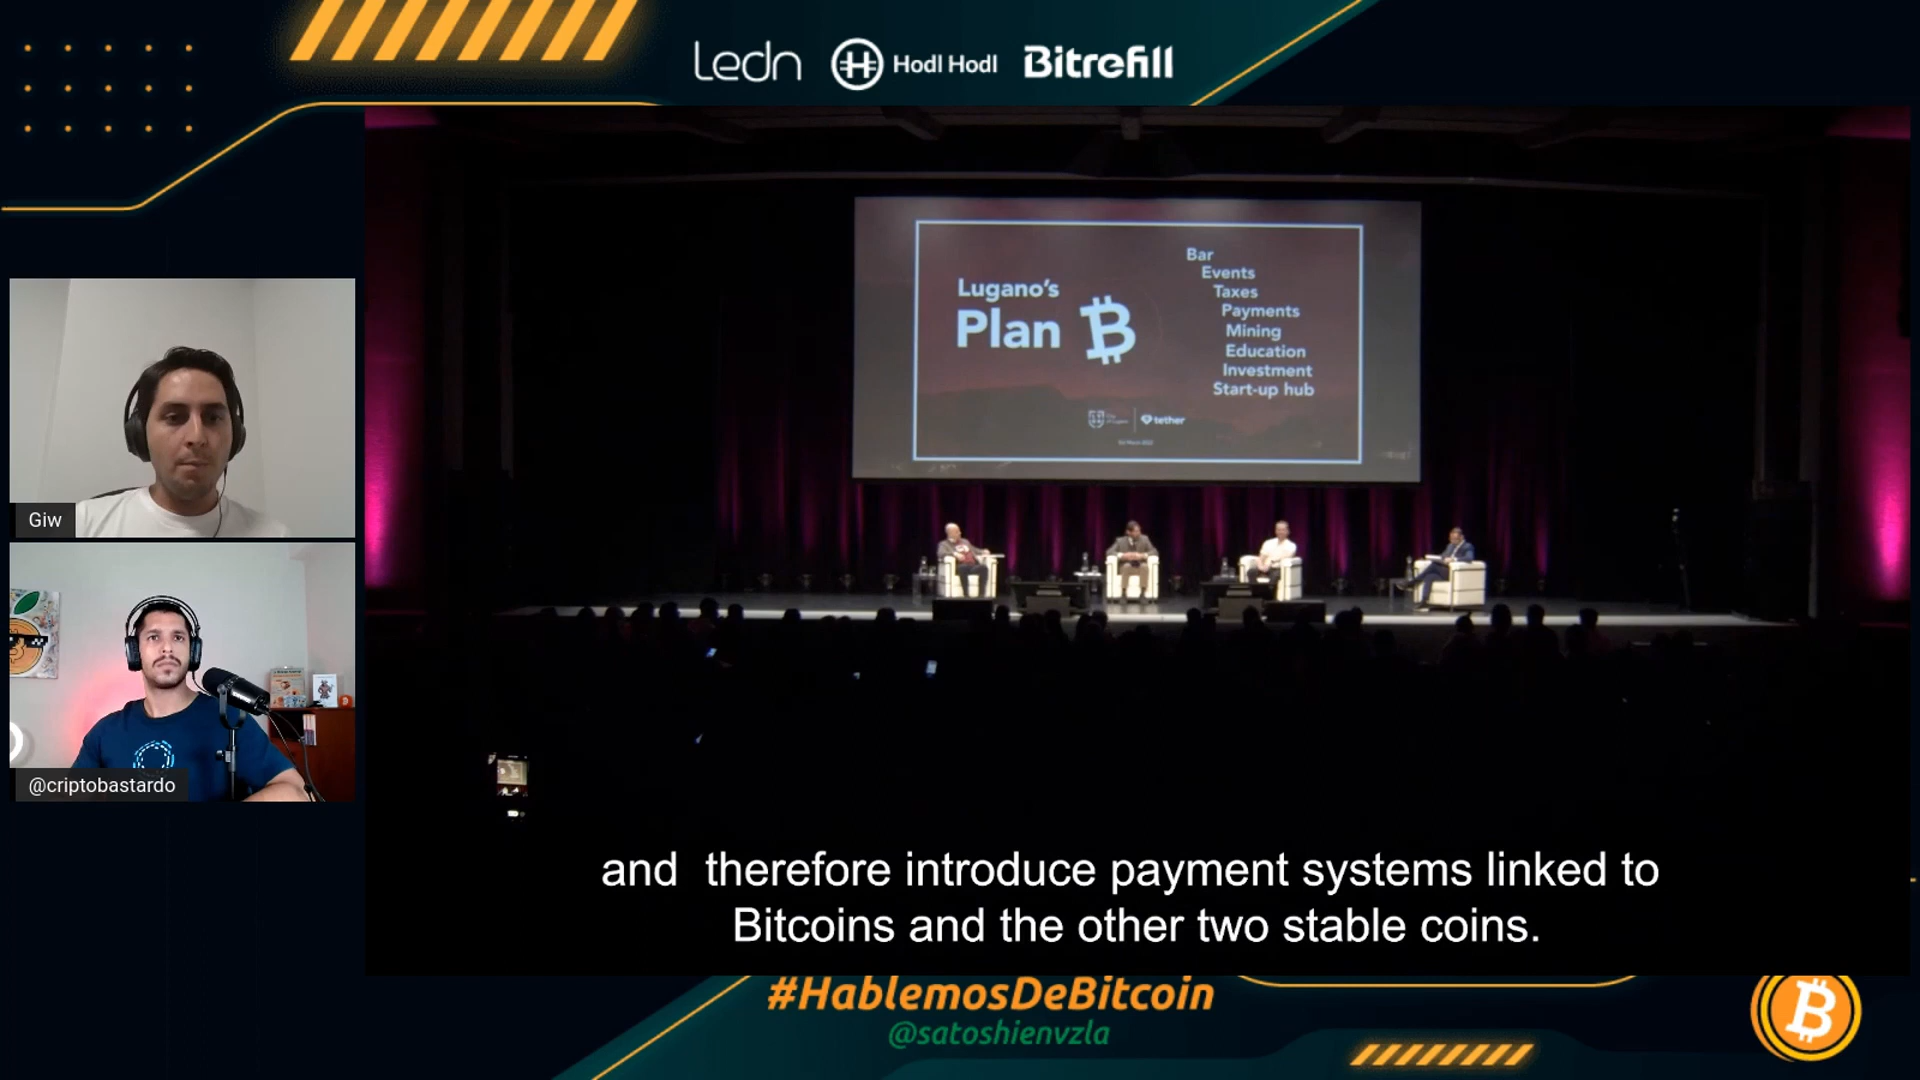 Ledn
Hodl Hodl
Bitrefill
Lugano's
Plan ₿
Bar
Events
Taxes
Payments
Mining
Education
Investment
Start-up hub
tether
Giw
@criptobastardo
and therefore introduce payment systems linked to
Bitcoins and the other two stable coins.
#HablemosDeBitcoin
@satoshienvzla